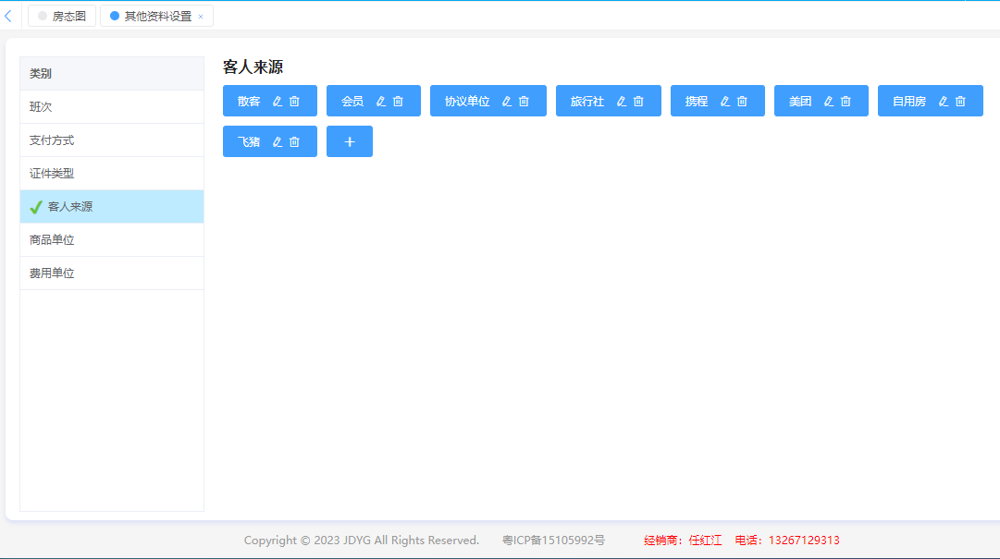 房态图 其他资料设置 ×
类别
班次
支付方式
证件类型
客人来源
商品单位
费用单位
客人来源
散客 会员 协议单位 旅行社 携程 美团 自用房
飞猪 +
Copyright © 2023 JDYG All Rights Reserved. 粤ICP备15105992号 经销商：任红江 电话：13267129313